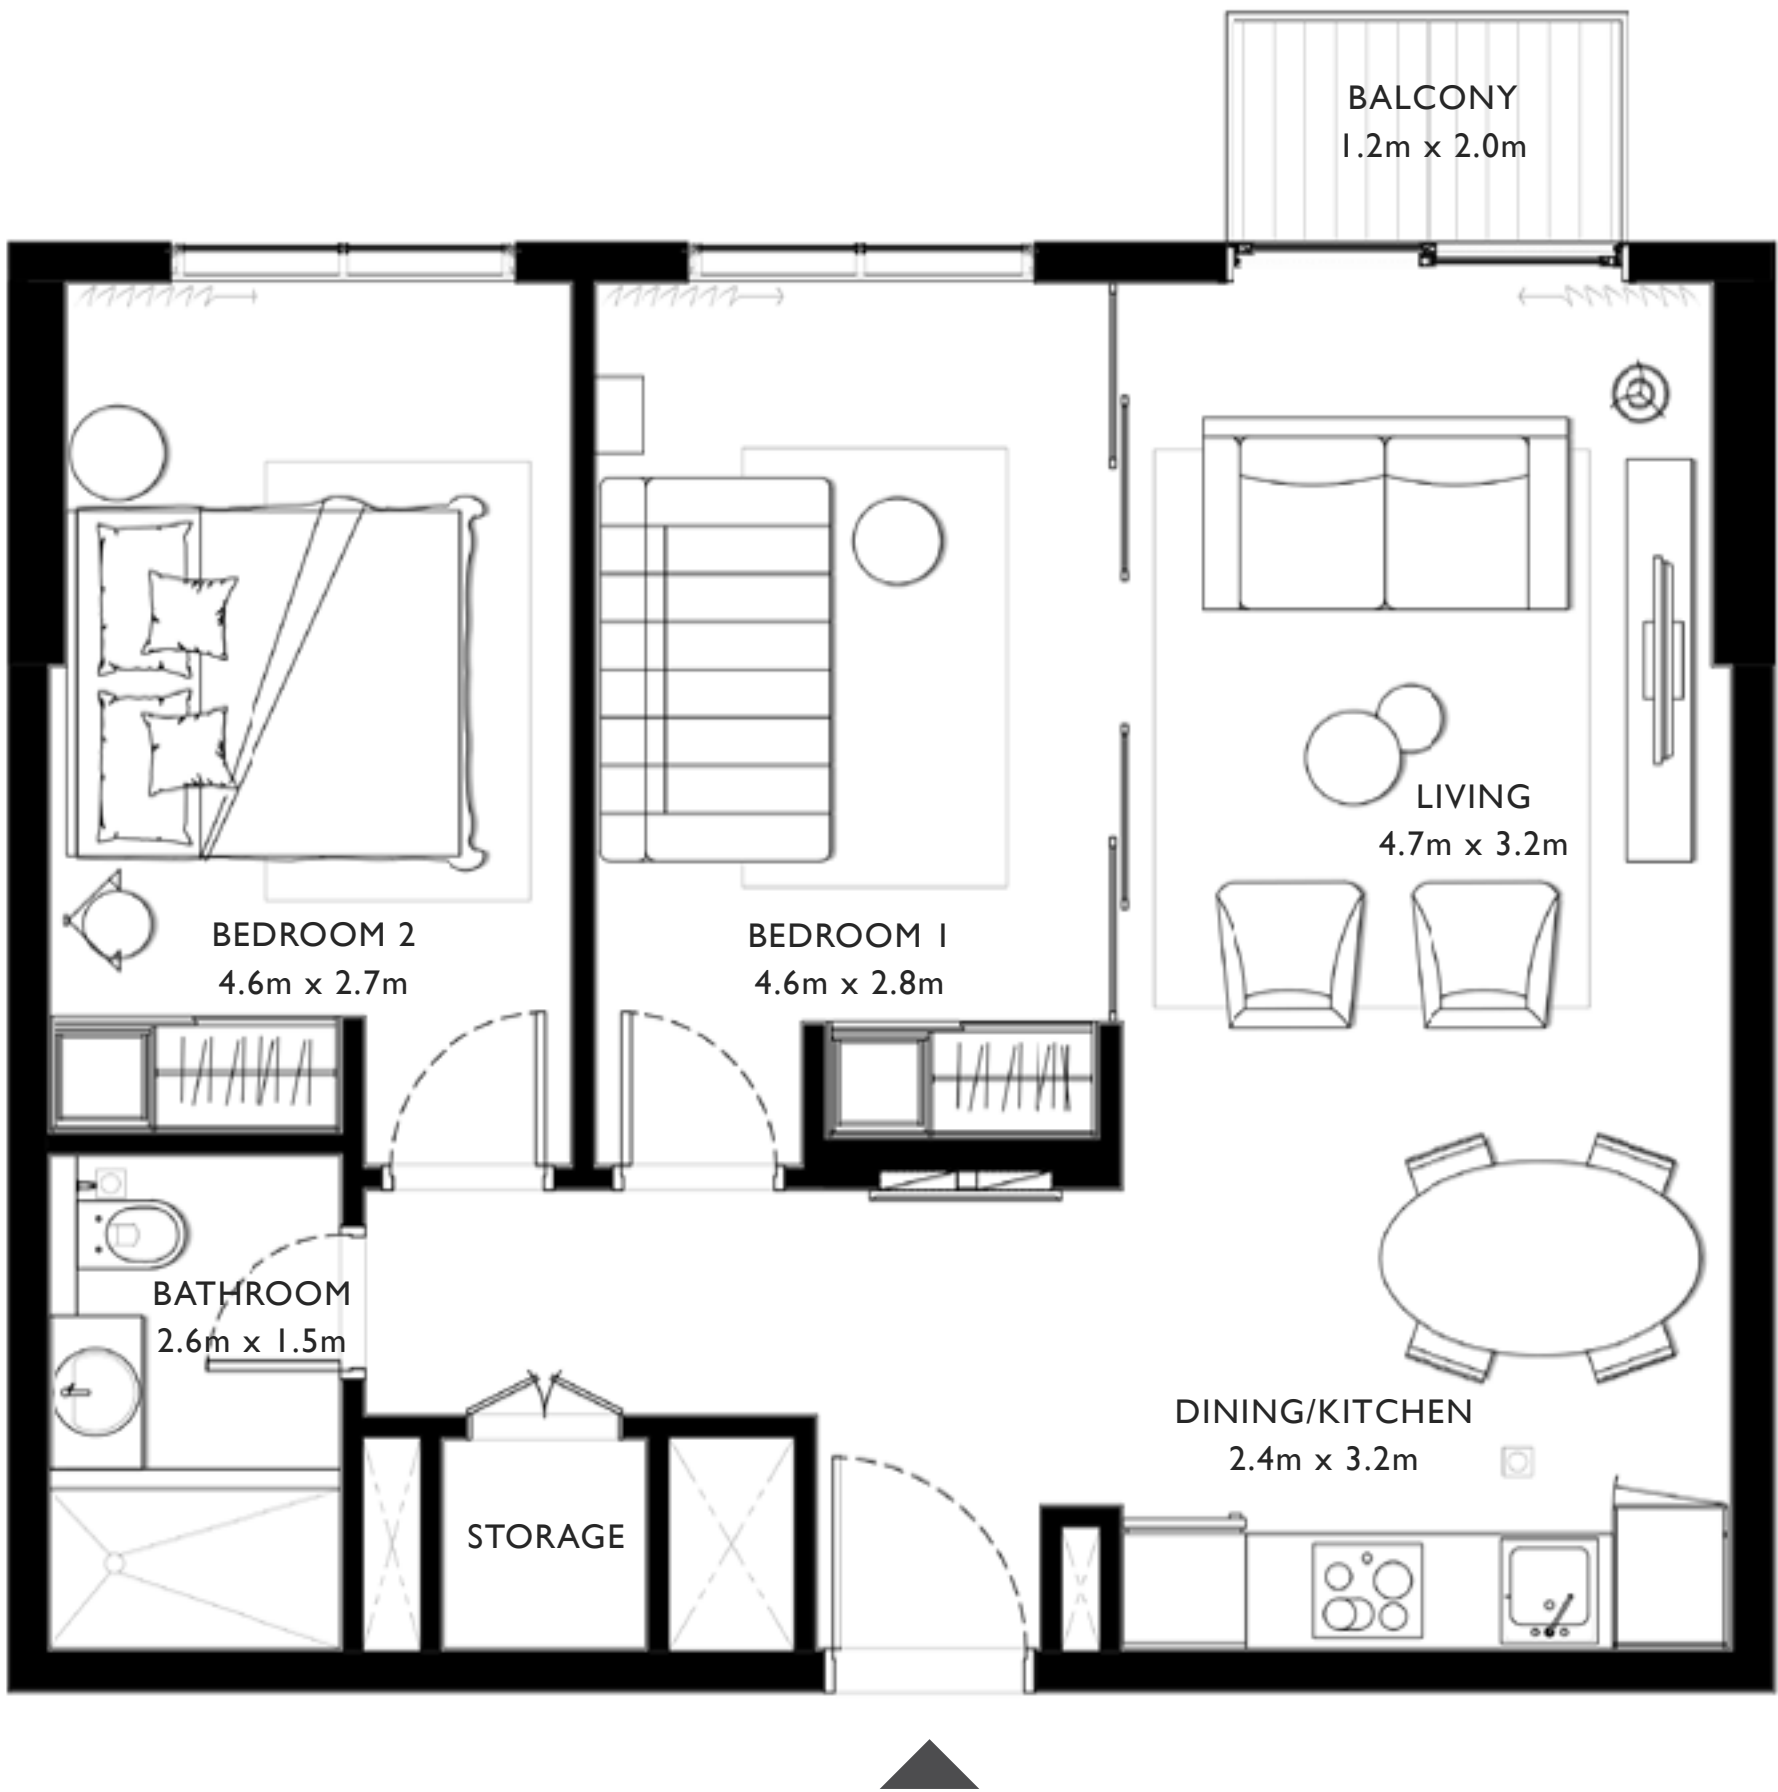 BALCONY
1.2m x 2.0m
LIVING
4.7m x 3.2m
BEDROOM 2
4.6m x 2.7m
BEDROOM 1
4.6m x 2.8m
BATHROOM
2.6m x 1.5m
DINING/KITCHEN
2.4m x 3.2m
STORAGE